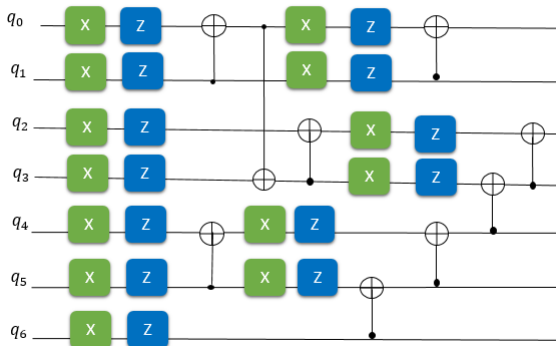 q₀ X Z X Z
q₁ X Z X Z
q₂ X Z X Z
q₃ X Z X Z
q₄ X Z X Z
q₅ X Z X Z
q₆ X Z